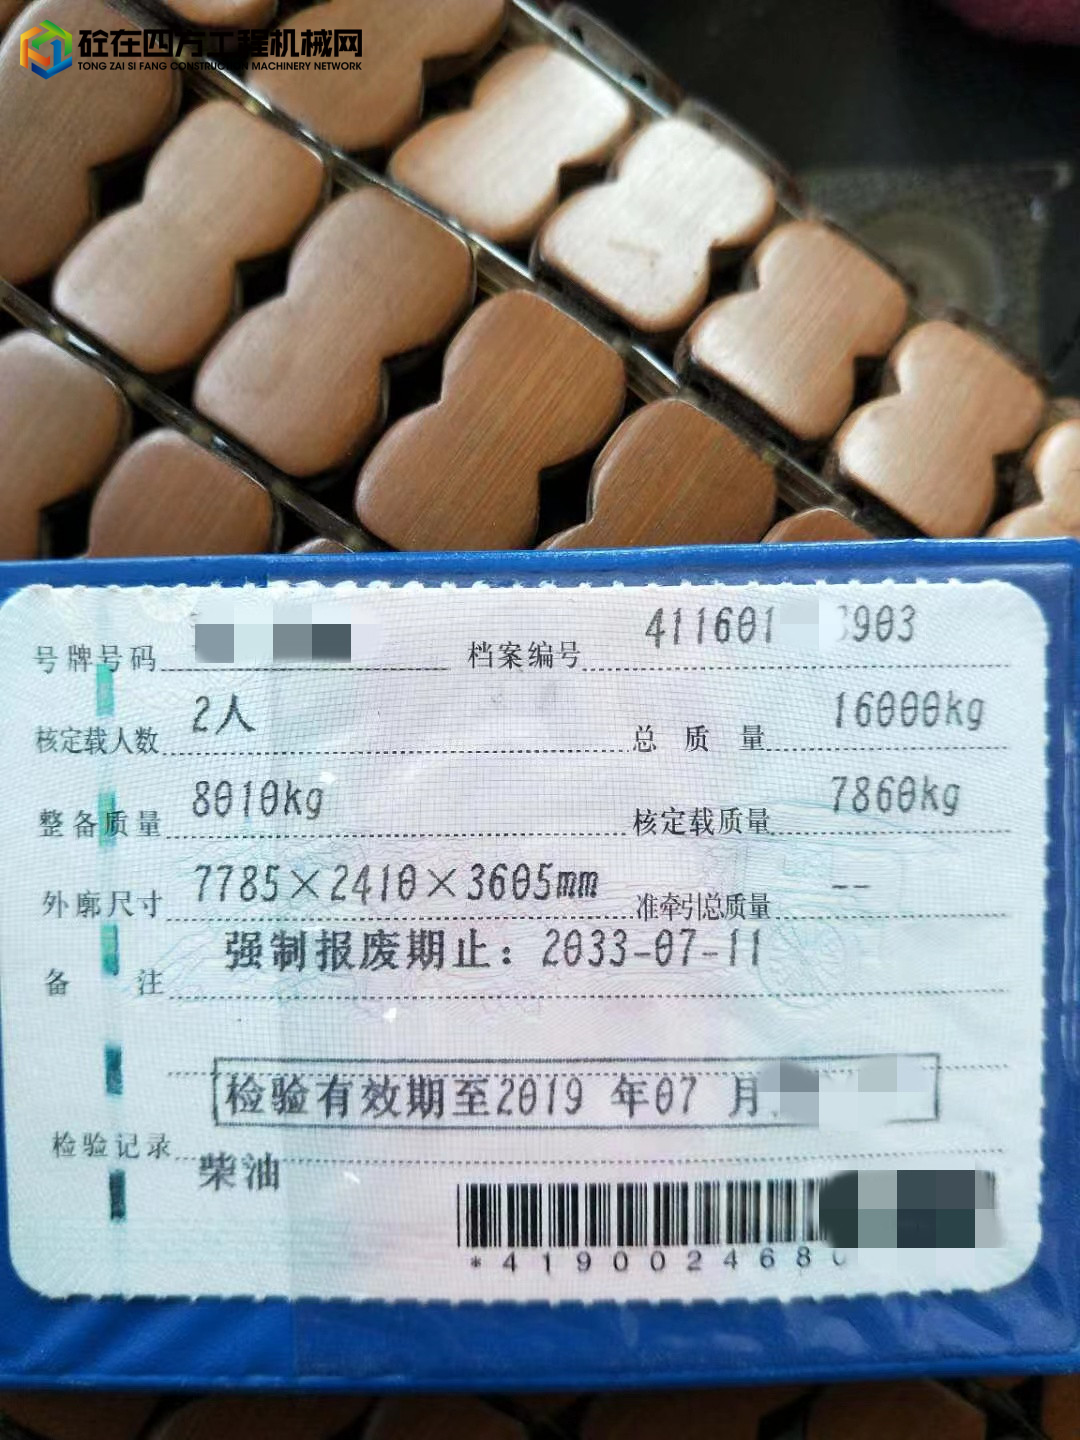 砼在四方工程机械网
TONG ZAI SI FANG CONSTRUCTION MACHINERY NETWORK
号牌号码 档案编号 411601 3903
核定载人数 2人 总质量 16000kg
整备质量 8010kg 核定载质量 7860kg
外廓尺寸 7785×2410×3605mm 准牵引总质量 --
备注 强制报废期止：2033-07-11
检验有效期至2019 年07 月
检验记录
柴油
*419002468